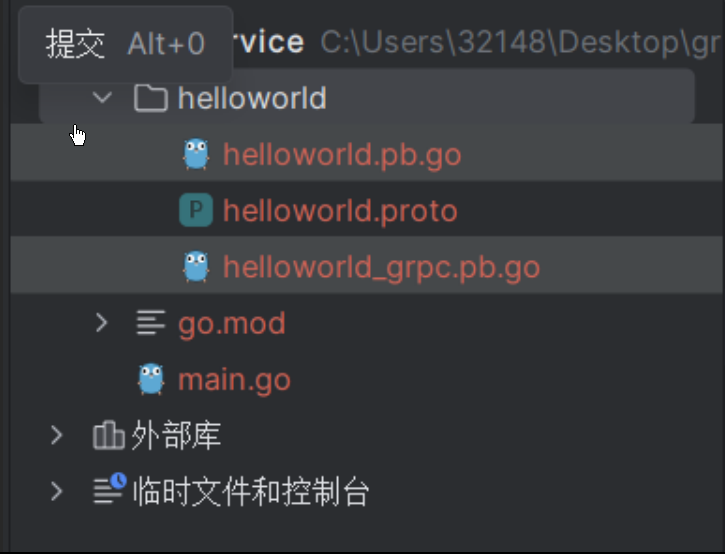 提交 Alt+0
rvice C:\Users\32148\Desktop\gr
helloworld
helloworld.pb.go
P helloworld.proto
helloworld_grpc.pb.go
go.mod
main.go
外部库
临时文件和控制台